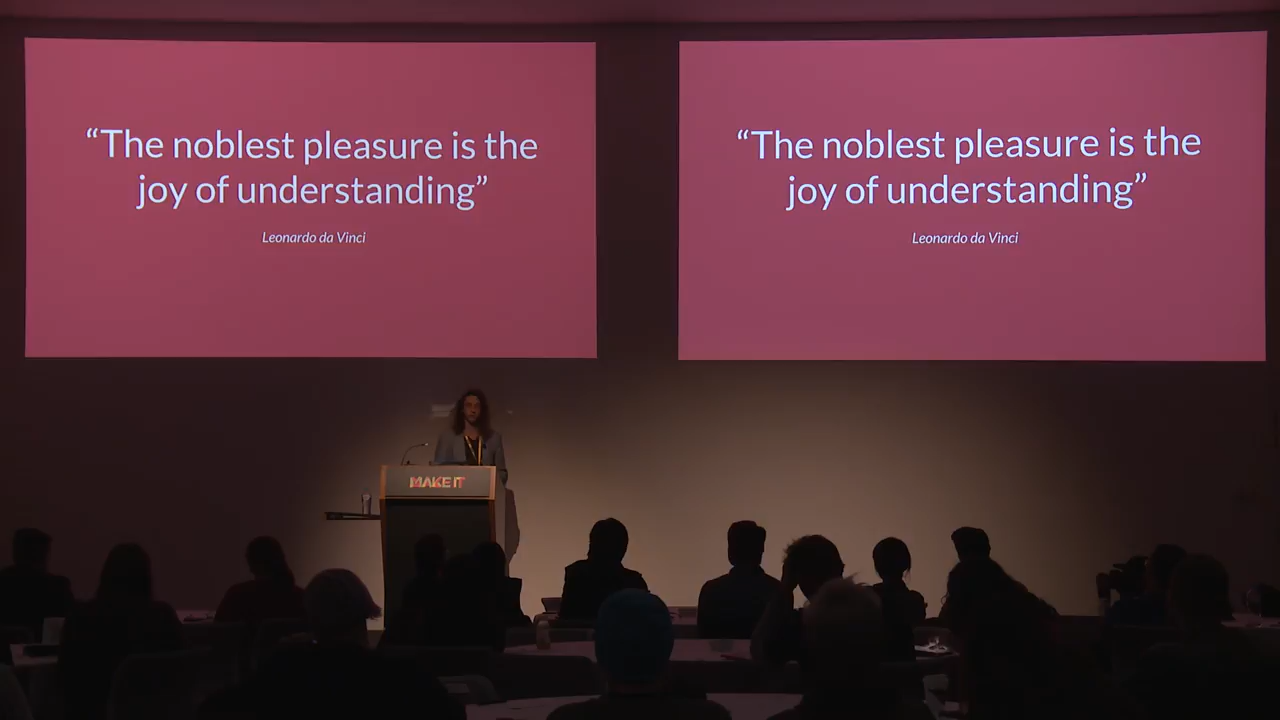 “The noblest pleasure is the
joy of understanding”
Leonardo da Vinci
“The noblest pleasure is the
joy of understanding”
Leonardo da Vinci
MAKE IT